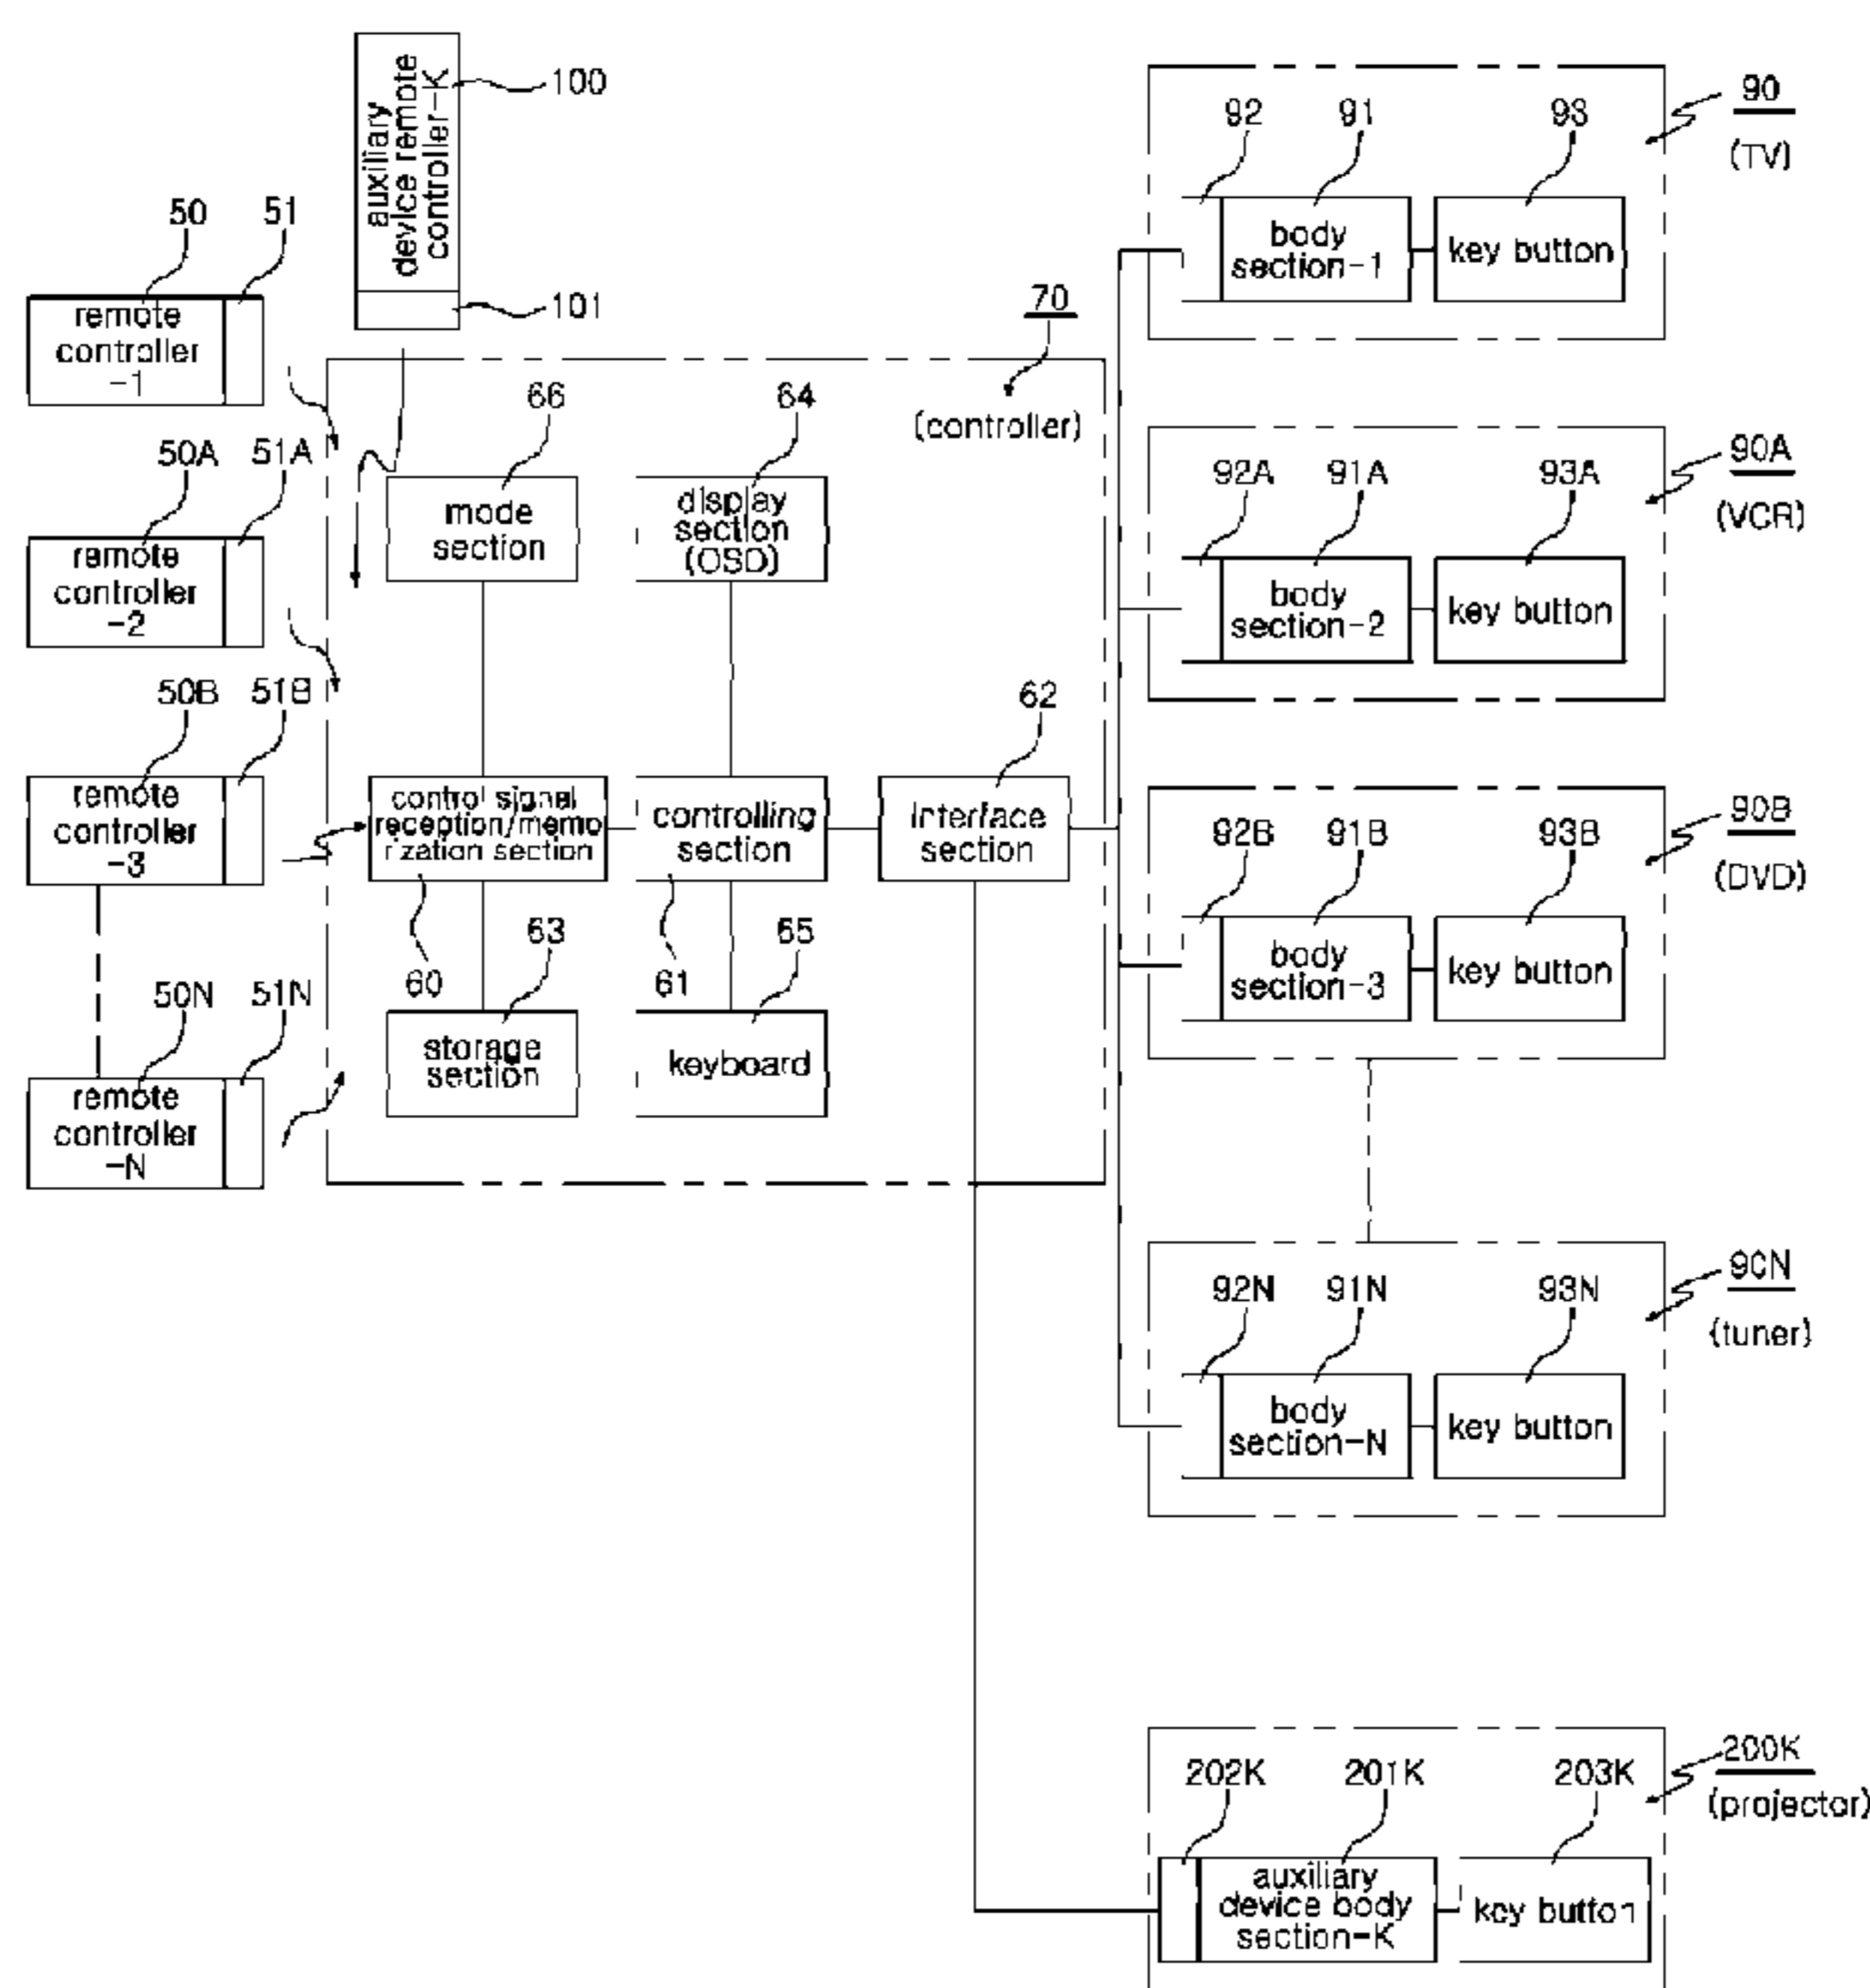 auxiliary
device remote
controller-K
100
101
50
51
remote
controller
-1
50A
51A
remote
controller
-2
50B
51B
remote
controller
-3
50N
51N
remote
controller
-N
70
(controller)
66
mode
section
64
display
section
(OSD)
control signal
reception/memo
rization section
60
controlling
section
61
62
interface
section
63
storage
section
65
keyboard
90
(TV)
92
91
93
body
section-1
key button
90A
(VCR)
92A
91A
93A
body
section-2
key button
90B
(DVD)
92B
91B
93B
body
section-3
key button
90N
(tuner)
92N
91N
93N
body
section-N
key button
200K
(projector)
202K
201K
203K
auxiliary
device body
section-K
key button